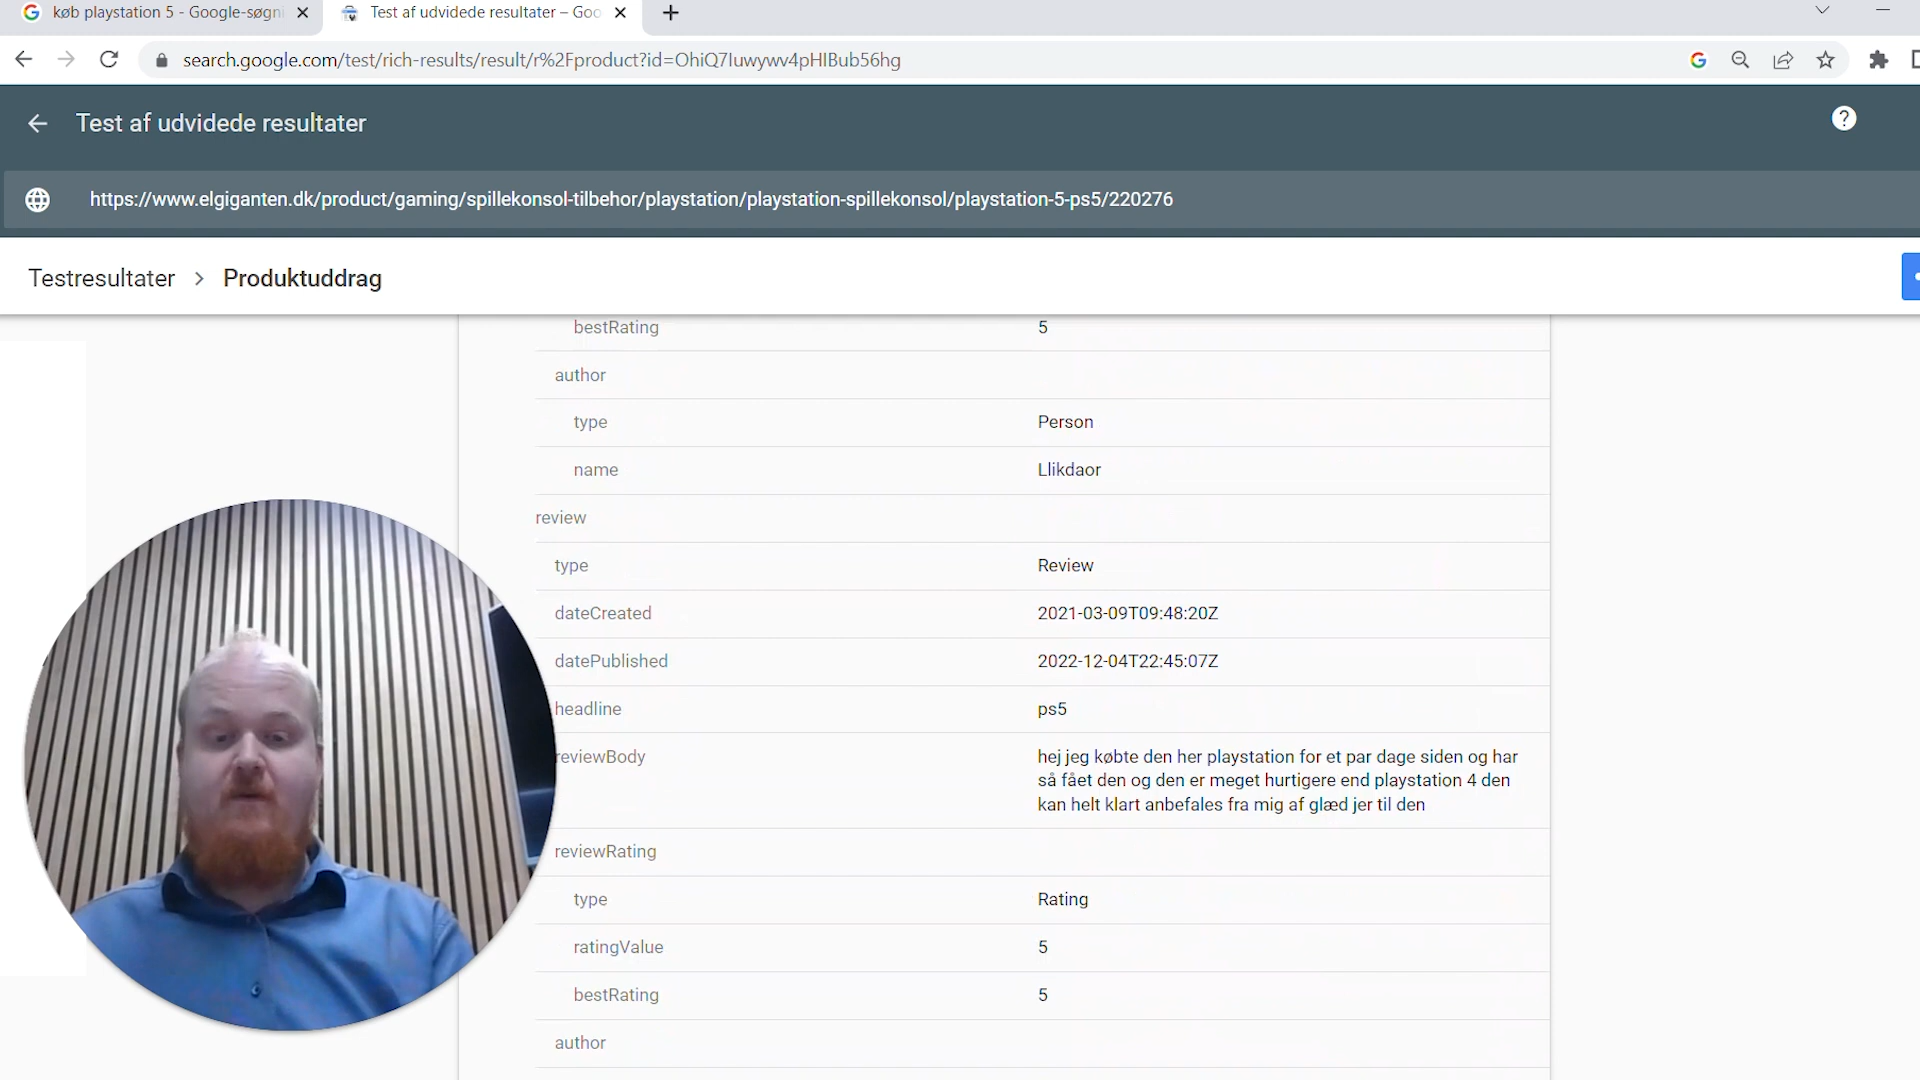 køb playstation 5 - Google-søgni
Test af udvidede resultater – Goo
search.google.com/test/rich-results/result/r%2Fproduct?id=OhiQ7Iuwywv4pHIBub56hg
Test af udvidede resultater
https://www.elgiganten.dk/product/gaming/spillekonsol-tilbehor/playstation/playstation-spillekonsol/playstation-5-ps5/220276
Testresultater > Produktuddrag
bestRating 5
author
type Person
name Llikdaor
review
type Review
dateCreated 2021-03-09T09:48:20Z
datePublished 2022-12-04T22:45:07Z
headline ps5
reviewBody hej jeg købte den her playstation for et par dage siden og har
så fået den og den er meget hurtigere end playstation 4 den
kan helt klart anbefales fra mig af glæd jer til den
reviewRating
type Rating
ratingValue 5
bestRating 5
author